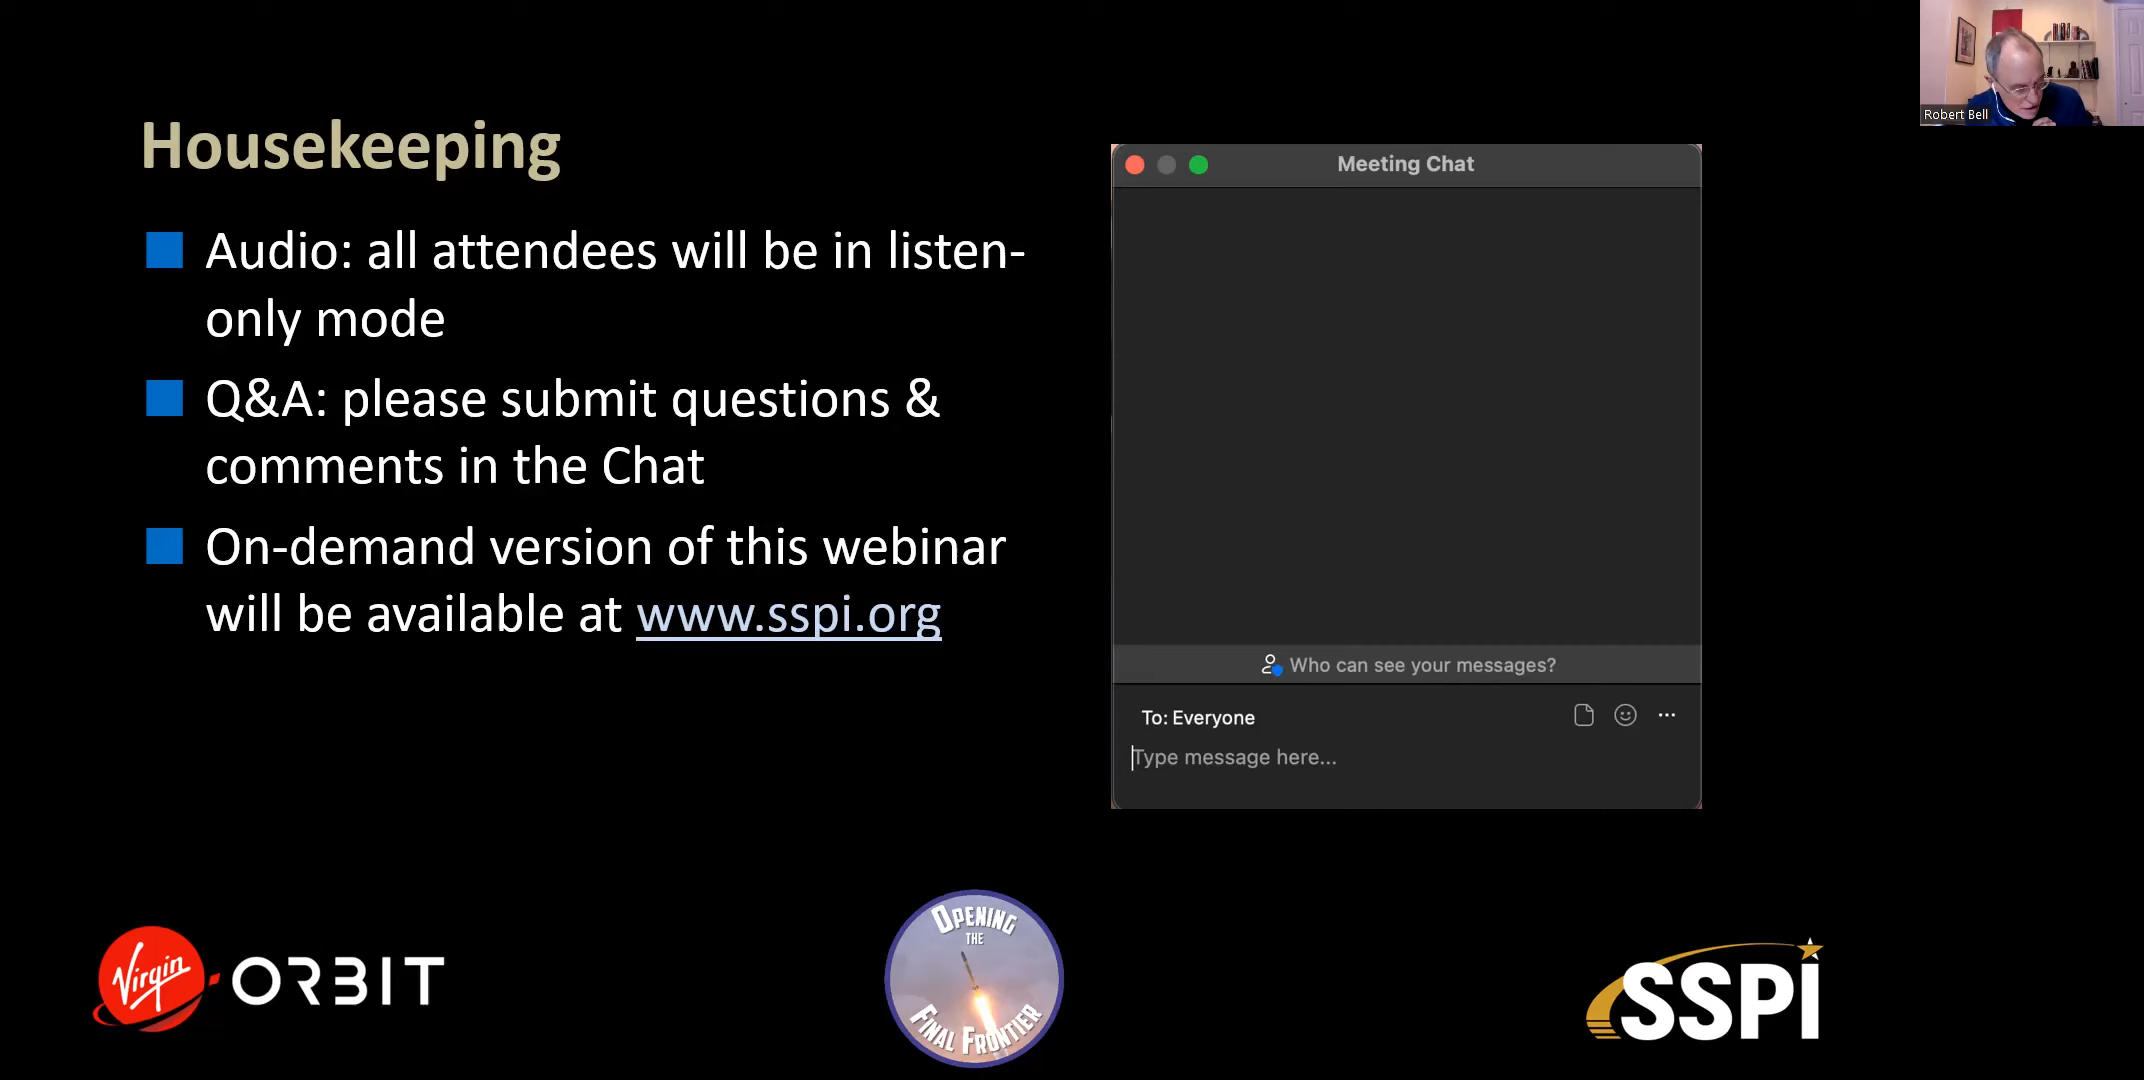 Robert Bell
Housekeeping
Audio: all attendees will be in listen-
only mode
Q&A: please submit questions &
comments in the Chat
On-demand version of this webinar
will be available at www.sspi.org
Meeting Chat
Who can see your messages?
To: Everyone
Type message here...
Virgin ORBIT
OPENING
THE
FINAL FRONTIER
SSPI